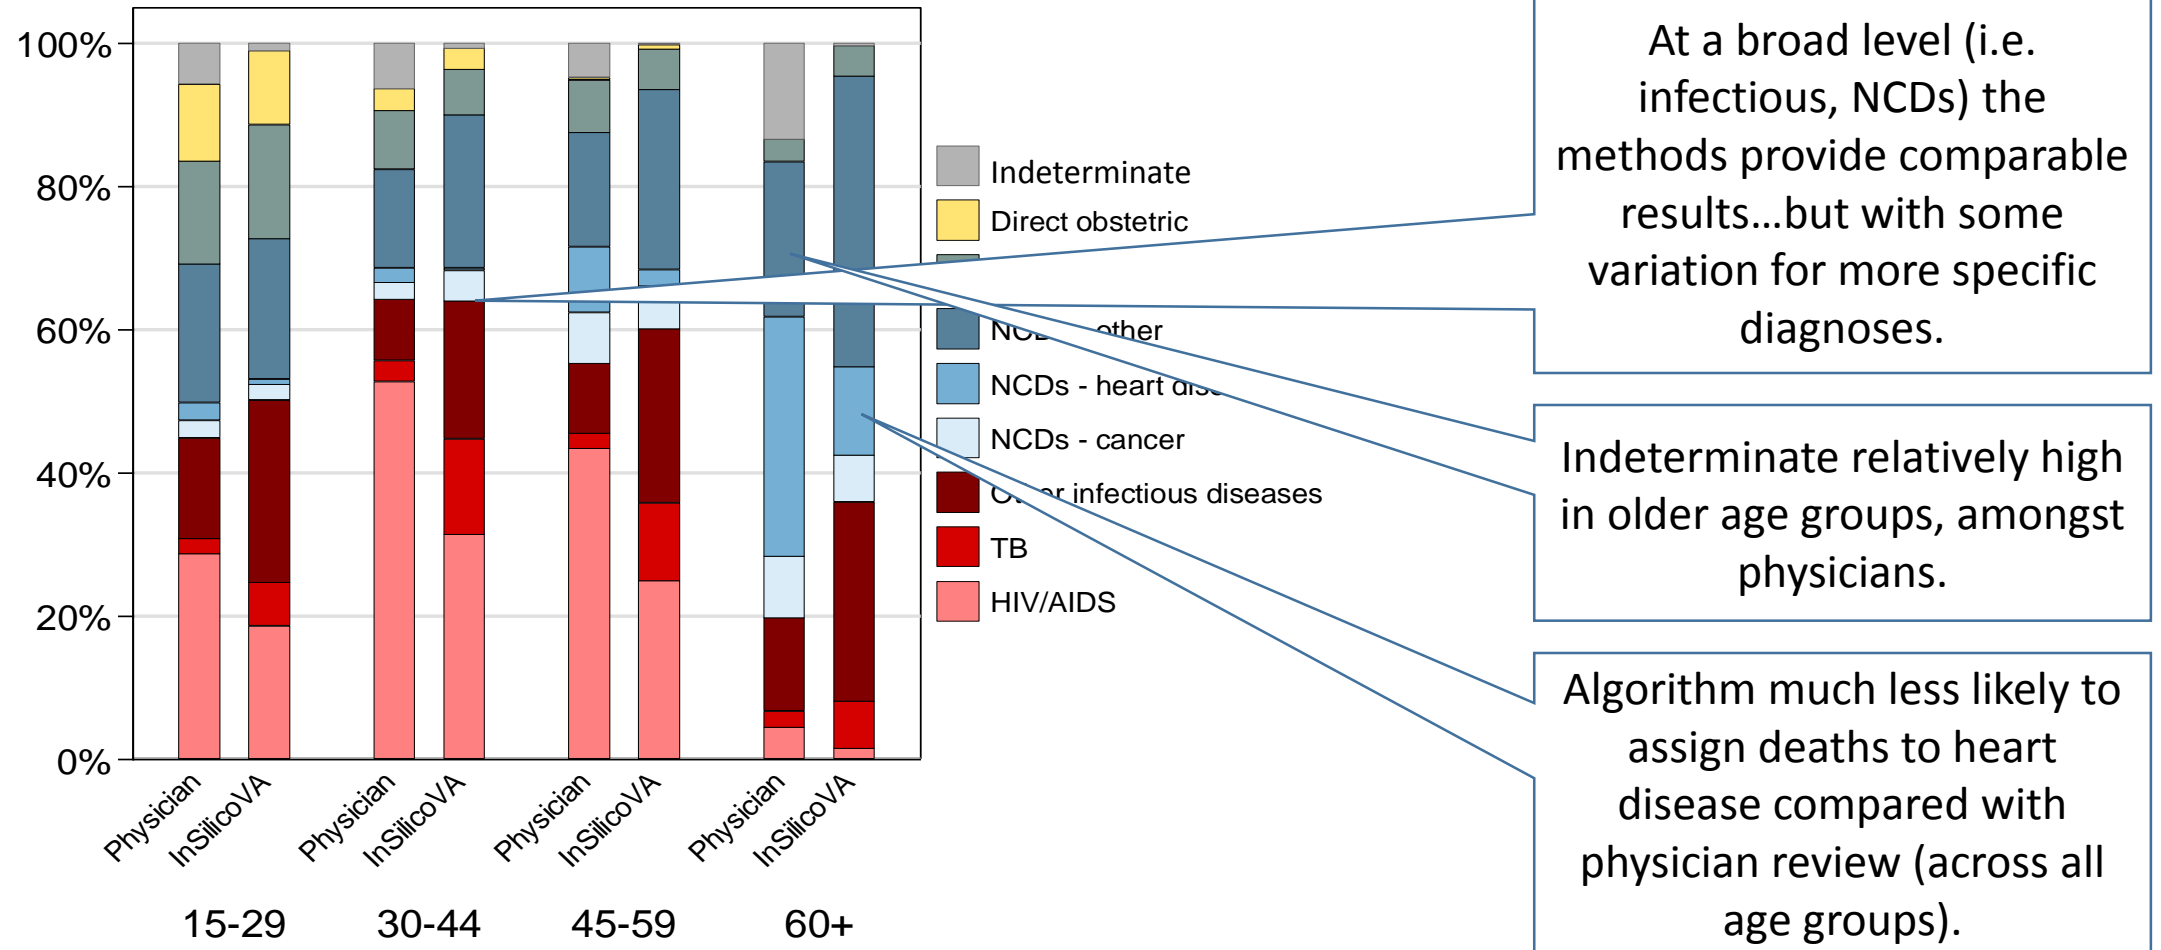 100%
80%
60%
40%
20%
0%
Physician
InSilicoVA
Physician
InSilicoVA
Physician
InSilicoVA
Physician
InSilicoVA
15-29
30-44
45-59
60+
Indeterminate
Direct obstetric
other
NCDs - heart
NCDs - cancer
infectious diseases
TB
HIV/AIDS
At a broad level (i.e.
infectious, NCDs) the
methods provide comparable
results...but with some
variation for more specific
diagnoses.
Indeterminate relatively high
in older age groups, amongst
physicians.
Algorithm much less likely to
assign deaths to heart
disease compared with
physician review (across all
age groups).